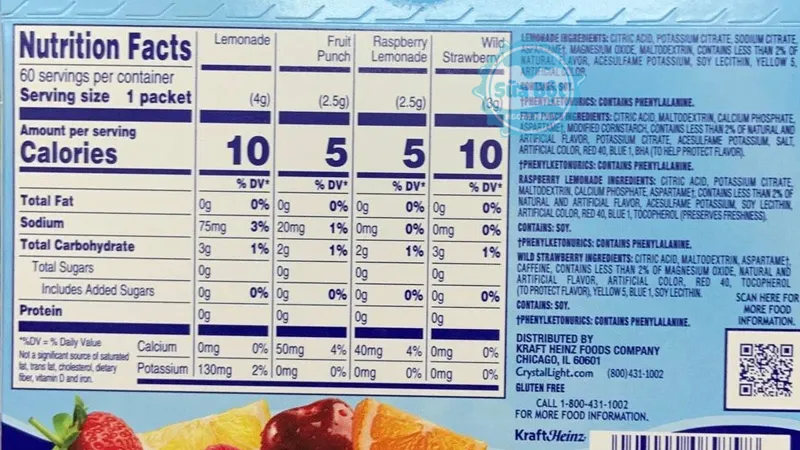 Nutrition Facts
60 servings per container
Serving size 1 packet
Lemonade Fruit Punch Raspberry Lemonade Wild Strawberry
(4g) (2.5g) (2.5g) (3g)
Amount per serving
Calories 10 5 5 10
% DV* % DV* % DV* % DV*
Total Fat 0g 0% 0g 0% 0g 0% 0g 0%
Sodium 75mg 3% 20mg 1% 0mg 0% 0mg 0%
Total Carbohydrate 3g 1% 2g 1% 2g 1% 3g 1%
Total Sugars 0g 0g 0g 0g
Includes Added Sugars 0g 0% 0g 0% 0g 0% 0g 0%
Protein 0g 0g 0g 0g
*%DV = % Daily Value
Not a significant source of saturated
fat, trans fat, cholesterol, dietary
fiber, vitamin D and iron.
Calcium 0mg 0% 50mg 4% 40mg 4% 0mg 0%
Potassium 130mg 2% 0mg 0% 0mg 0% 0mg 0%
LEMONADE INGREDIENTS: CITRIC ACID, POTASSIUM CITRATE, SODIUM CITRATE,
ASPARTAME†, MAGNESIUM OXIDE, MALTODEXTRIN, CONTAINS LESS THAN 2% OF
NATURAL FLAVOR, ACESULFAME POTASSIUM, SOY LECITHIN, YELLOW 5,
ARTIFICIAL COLOR.
CONTAINS: SOY.
†PHENYLKETONURICS: CONTAINS PHENYLALANINE.
FRUIT PUNCH INGREDIENTS: CITRIC ACID, MALTODEXTRIN, CALCIUM PHOSPHATE,
ASPARTAME†, MODIFIED CORNSTARCH, CONTAINS LESS THAN 2% OF NATURAL AND
ARTIFICIAL FLAVOR, POTASSIUM CITRATE, ACESULFAME POTASSIUM, SALT,
ARTIFICIAL COLOR, RED 40, BLUE 1, BHA (TO HELP PROTECT FLAVOR).
†PHENYLKETONURICS: CONTAINS PHENYLALANINE.
RASPBERRY LEMONADE INGREDIENTS: CITRIC ACID, POTASSIUM CITRATE,
MALTODEXTRIN, CALCIUM PHOSPHATE, ASPARTAME†, CONTAINS LESS THAN 2% OF
NATURAL AND ARTIFICIAL FLAVOR, ACESULFAME POTASSIUM, SOY LECITHIN,
ARTIFICIAL COLOR, RED 40, BLUE 1, TOCOPHEROL (PRESERVES FRESHNESS).
CONTAINS: SOY.
†PHENYLKETONURICS: CONTAINS PHENYLALANINE.
WILD STRAWBERRY INGREDIENTS: CITRIC ACID, MALTODEXTRIN, ASPARTAME†,
CAFFEINE, CONTAINS LESS THAN 2% OF MAGNESIUM OXIDE, NATURAL AND
ARTIFICIAL FLAVOR, ARTIFICIAL COLOR, RED 40, TOCOPHEROL
(TO PROTECT FLAVOR), YELLOW 5, BLUE 1, SOY LECITHIN.
CONTAINS: SOY.
†PHENYLKETONURICS: CONTAINS PHENYLALANINE.
DISTRIBUTED BY
KRAFT HEINZ FOODS COMPANY
CHICAGO, IL 60601
CrystalLight.com (800)431-1002
GLUTEN FREE
CALL 1-800-431-1002
FOR MORE FOOD INFORMATION.
KraftHeinz
SCAN HERE FOR
MORE FOOD
INFORMATION.